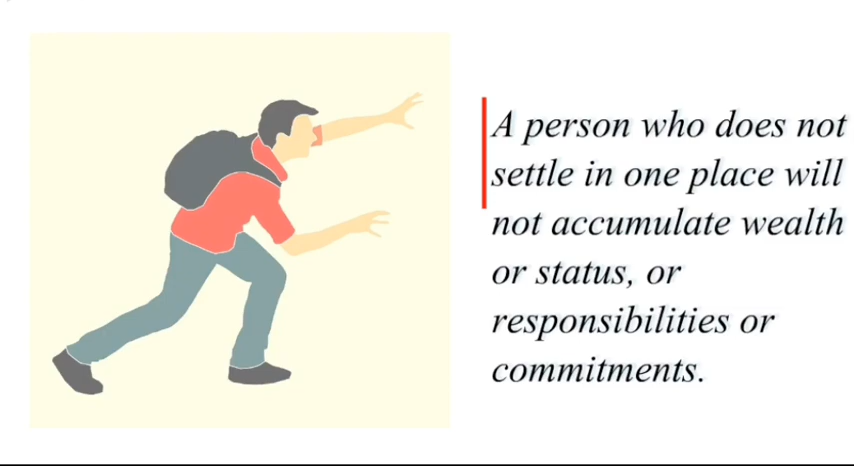 A person who does not
settle in one place will
not accumulate wealth
or status, or
responsibilities or
commitments.